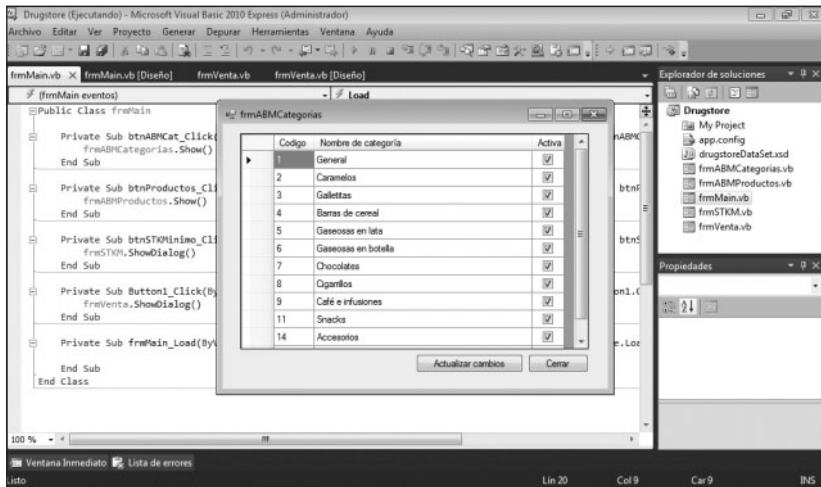 Drugstore (Ejecutando) - Microsoft Visual Basic 2010 Express (Administrador)
Archivo Editar Ver Proyecto Generar Depurar Herramientas Ventana Ayuda
frmMain.vb frmMain.vb [Diseño] frmVenta.vb frmVenta.vb [Diseño]
(frmMain eventos) Load
Public Class frmMain
Private Sub btnABMCat_Click(
frmABMCategorias.Show()
End Sub
Private Sub btnProductos_Cli
frmABMProductos.Show()
End Sub
Private Sub btnSTKMinimo_Cli
frmSTKM.ShowDialog()
End Sub
Private Sub Button1_Click(By
frmVenta.ShowDialog()
End Sub
Private Sub frmMain_Load(ByV
End Sub
End Class
nABMC
btnP
btnS
on1.C
e.Loa
frmABMCategorias
Codigo Nombre de categoría Activa
1 General
2 Caramelos
3 Galletitas
4 Barras de cereal
5 Gaseosas en lata
6 Gaseosas en botella
7 Chocolates
8 Cigarrillos
9 Café e infusiones
11 Snacks
14 Accesorios
Actualizar cambios Cerrar
Explorador de soluciones
Drugstore
My Project
app.config
drugstoreDataSet.xsd
frmABMCategorias.vb
frmABMProductos.vb
frmMain.vb
frmSTKM.vb
frmVenta.vb
Propiedades
100 %
Ventana Inmediato Lista de errores
Listo Lín 20 Col 9 Car 9 INS